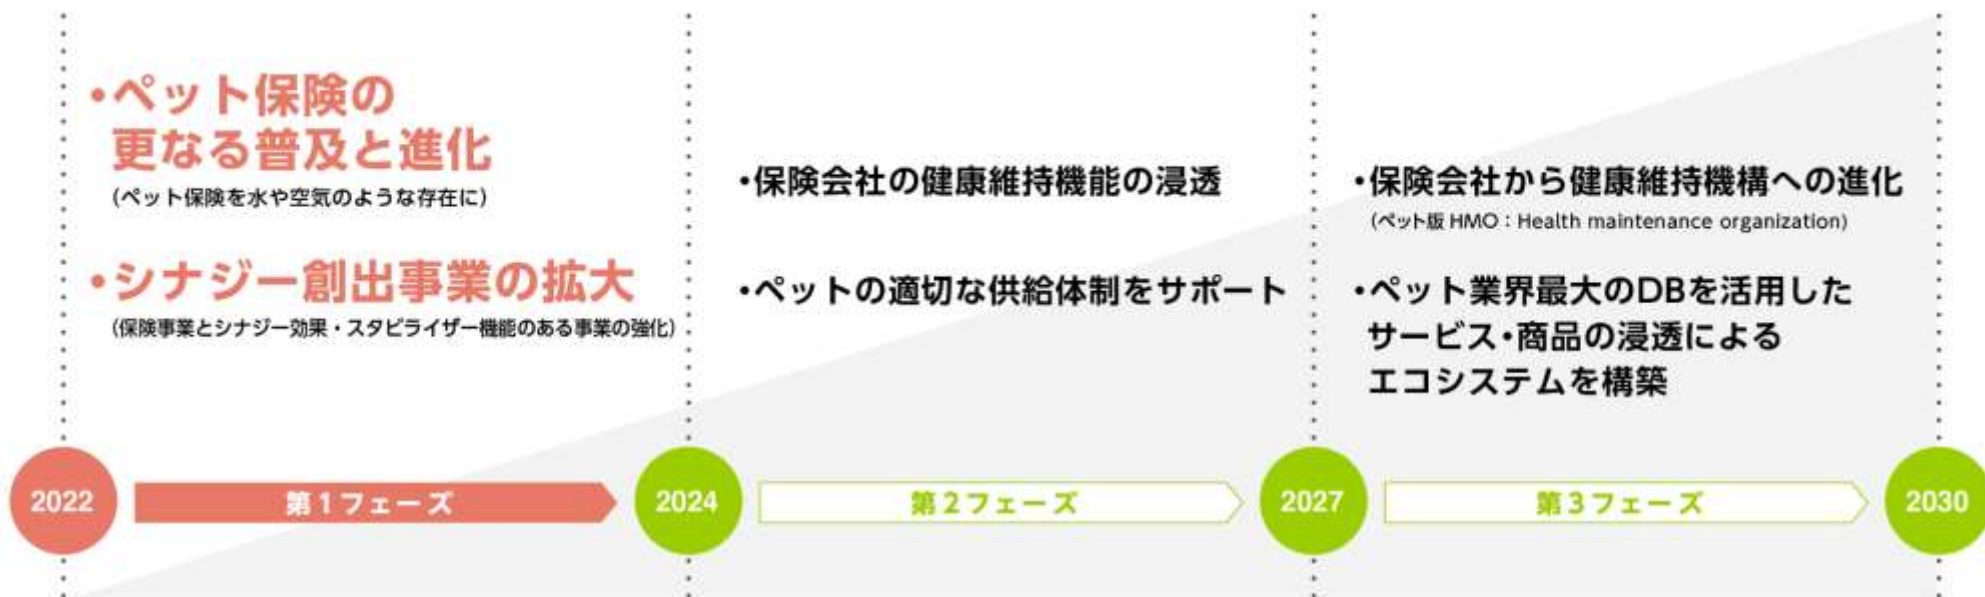 ・ペット保険の
更なる普及と進化
(ペット保険を水や空気のような存在に)
・シナジー創出事業の拡大
(保険事業とシナジー効果・スタビライザー機能のある事業の強化)
・保険会社の健康維持機能の浸透
・ペットの適切な供給体制をサポート
・保険会社から健康維持機構への進化
(ペット版 HMO：Health maintenance organization)
・ペット業界最大のDBを活用した
サービス・商品の浸透による
エコシステムを構築
2022
第1フェーズ
2024
第2フェーズ
2027
第3フェーズ
2030